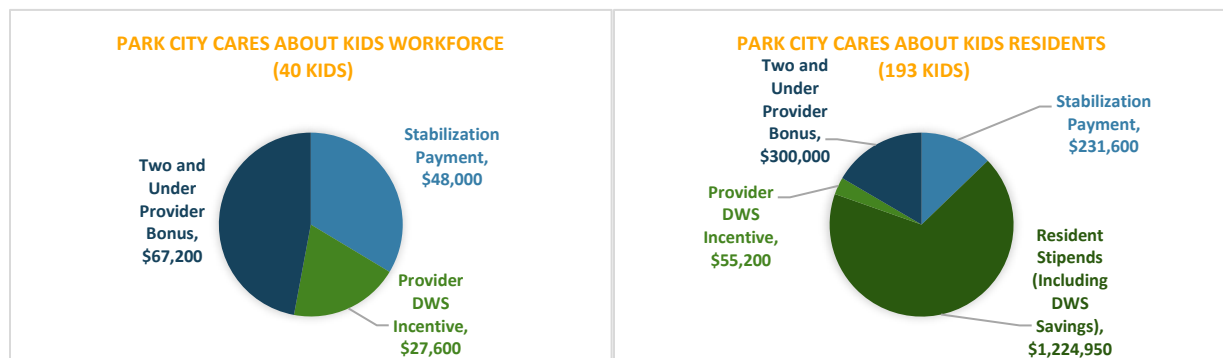 PARK CITY CARES ABOUT KIDS WORKFORCE
(40 KIDS)
Stabilization
Payment,
$48,000
Two and
Under
Provider
Bonus,
$67,200
Provider
DWS
Incentive,
$27,600
PARK CITY CARES ABOUT KIDS RESIDENTS
(193 KIDS)
Two and
Under
Provider
Bonus,
$300,000
Stabilization
Payment,
$231,600
Provider
DWS
Incentive,
$55,200
Resident
Stipends
(Including
DWS
Savings),
$1,224,950